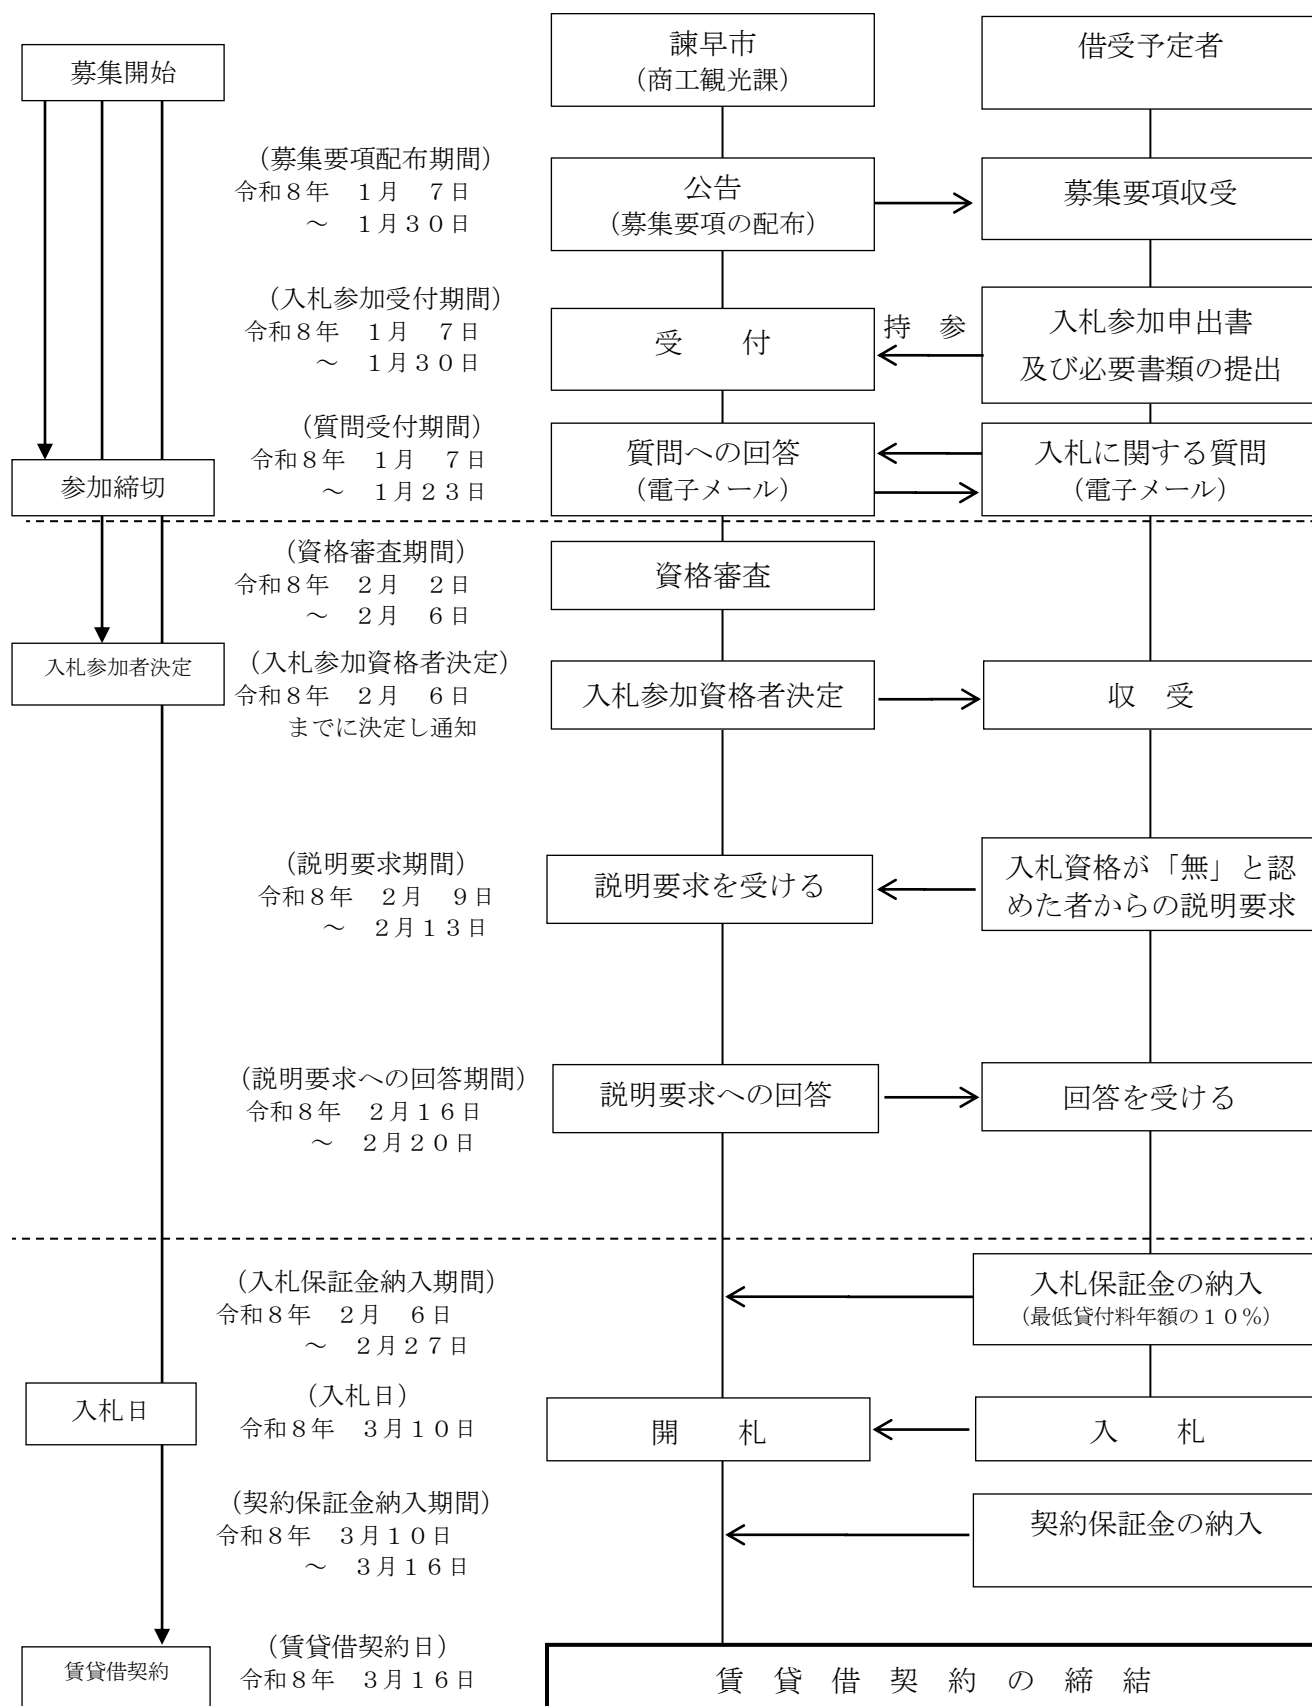 募集開始
諫早市
（商工観光課）
借受予定者
（募集要項配布期間）
令和８年　１月　７日
～　１月３０日
公告
（募集要項の配布）
募集要項収受
（入札参加受付期間）
令和８年　１月　７日
～　１月３０日
受　　付
持　参
入札参加申出書
及び必要書類の提出
（質問受付期間）
令和８年　１月　７日
～　１月２３日
質問への回答
（電子メール）
入札に関する質問
（電子メール）
参加締切
（資格審査期間）
令和８年　２月　２日
～　２月　６日
資格審査
入札参加者決定
（入札参加資格者決定）
令和８年　２月　６日
までに決定し通知
入札参加資格者決定
収　受
（説明要求期間）
令和８年　２月　９日
～　２月１３日
説明要求を受ける
入札資格が「無」と認
めた者からの説明要求
（説明要求への回答期間）
令和８年　２月１６日
～　２月２０日
説明要求への回答
回答を受ける
（入札保証金納入期間）
令和８年　２月　６日
～　２月２７日
入札保証金の納入
（最低貸付料年額の１０％）
入札日
（入札日）
令和８年　３月１０日
開　　札
入　　札
（契約保証金納入期間）
令和８年　３月１０日
～　３月１６日
契約保証金の納入
賃貸借契約
（賃貸借契約日）
令和８年　３月１６日
賃　貸　借　契　約　の　締　結